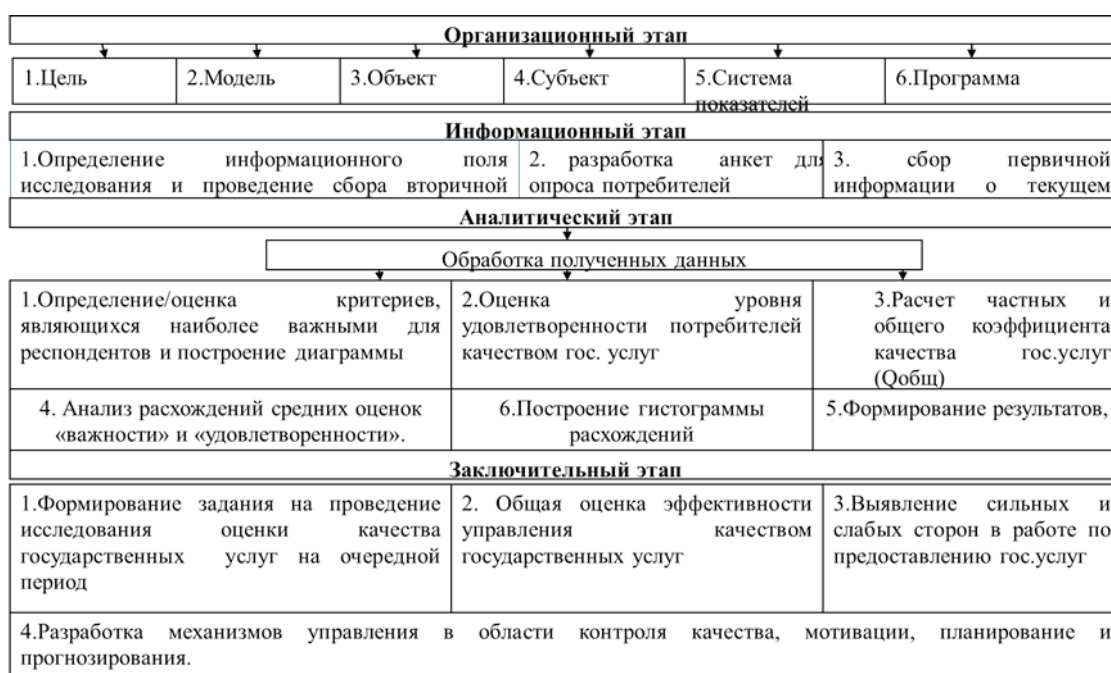 Организационный этап
1.Цель
2.Модель
3.Объект
4.Субъект
5.Система
показателей
6.Программа
Информационный этап
1.Определение информационного поля
исследования и проведение сбора вторичной
2. разработка анкет для
опроса потребителей
3. сбор первичной
информации о текущем
Аналитический этап
Обработка полученных данных
1.Определение/оценка критериев,
являющихся наиболее важными для
респондентов и построение диаграммы
2.Оценка уровня
удовлетворенности потребителей
качеством гос. услуг
3.Расчет частных и
общего коэффициента
качества гос.услуг
(Qобщ)
4. Анализ расхождений средних оценок
«важности» и «удовлетворенности».
6.Построение гистограммы
расхождений
5.Формирование результатов,
Заключительный этап
1.Формирование задания на проведение
исследования оценки качества
государственных услуг на очередной
период
2. Общая оценка эффективности
управления качеством
государственных услуг
3.Выявление сильных и
слабых сторон в работе по
предоставлению гос.услуг
4.Разработка механизмов управления в области контроля качества, мотивации, планирование и
прогнозирования.